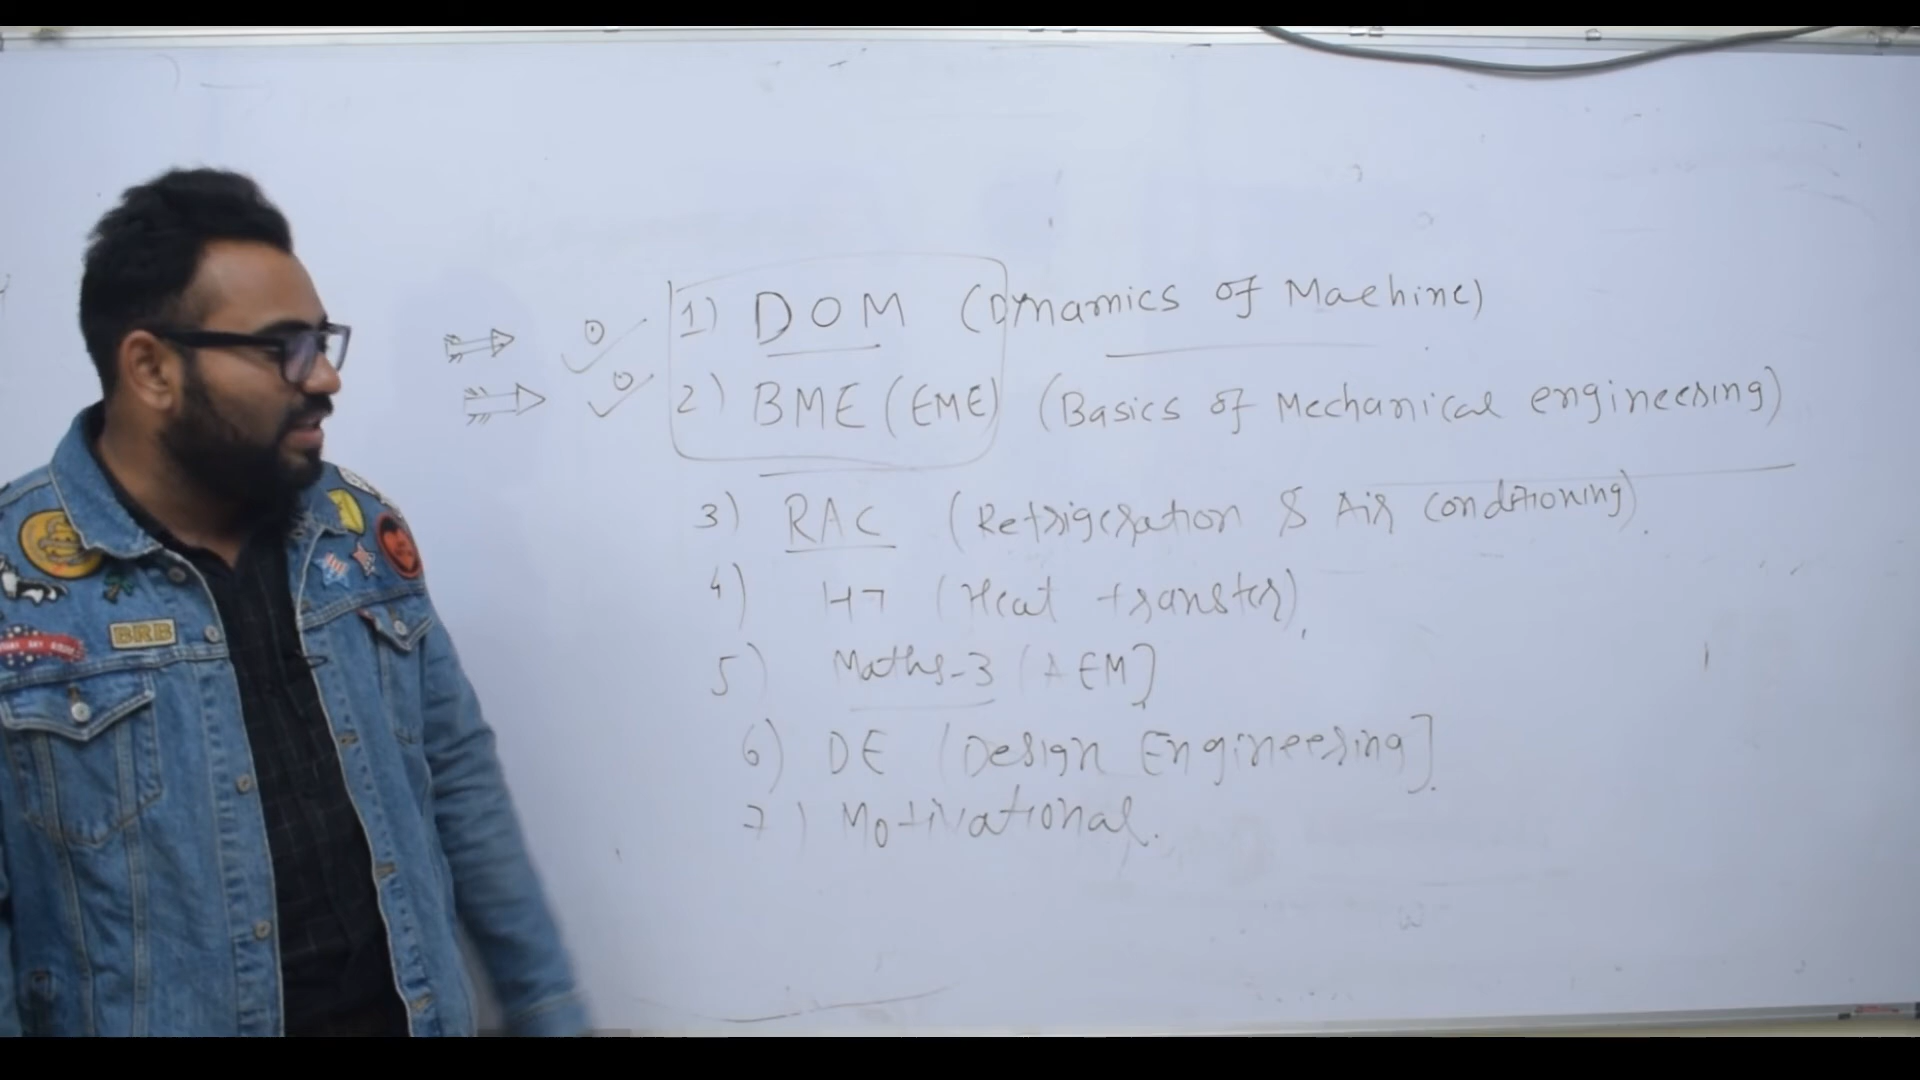 1) DOM (Dynamics of Machine)
2) BME (EME) (Basics of Mechanical engineering)
3) RAC (Refrigeration & Air conditioning)
4) HT (Heat transfer)
5) Maths-3 (AEM]
6) DE (Design Engineering]
7) Motivational.
BRB